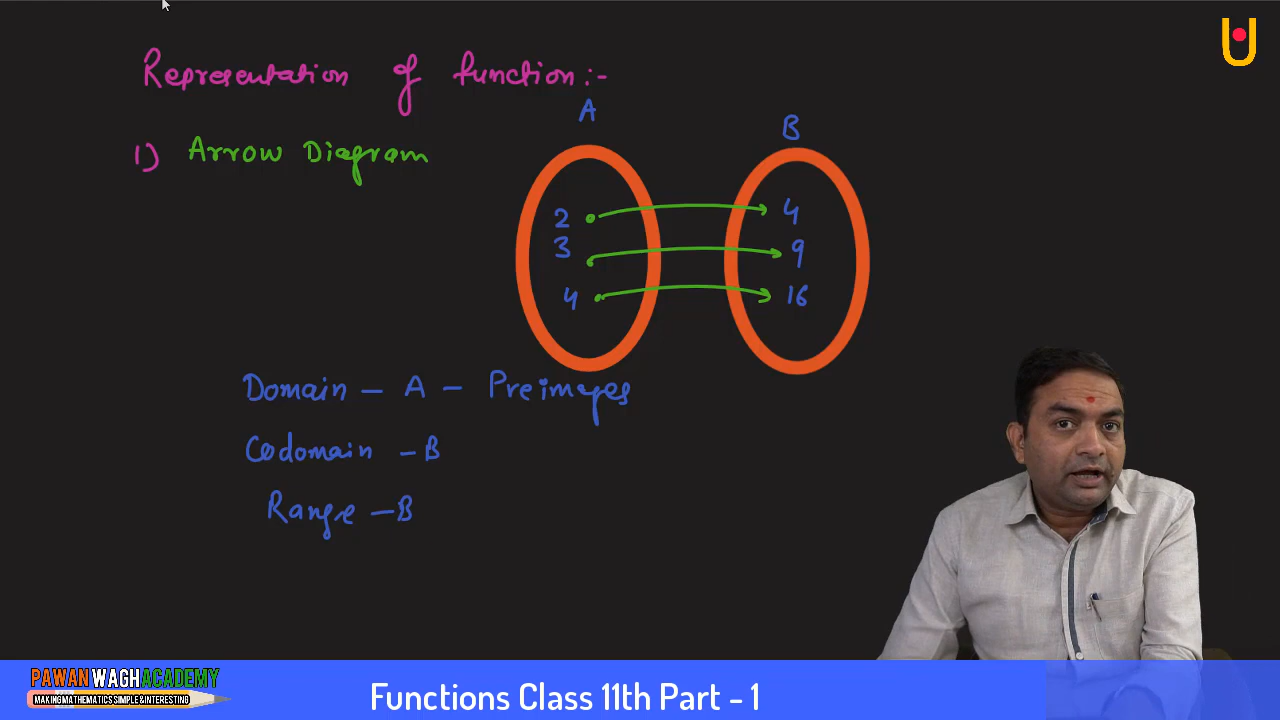 Representation of function :-
A
B
1) Arrow Diagram
2 4
3 9
4 16
Domain – A – Preimages
Codomain – B
Range – B
PAWAN WAGH ACADEMY
MAKING MATHEMATICS SIMPLE & INTERESTING
Functions Class 11th Part - 1